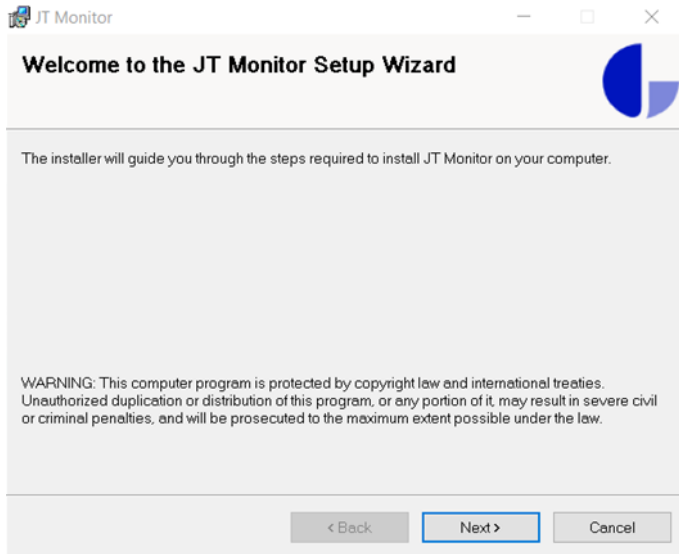 JT Monitor
Welcome to the JT Monitor Setup Wizard
The installer will guide you through the steps required to install JT Monitor on your computer.
WARNING: This computer program is protected by copyright law and international treaties.
Unauthorized duplication or distribution of this program, or any portion of it, may result in severe civil
or criminal penalties, and will be prosecuted to the maximum extent possible under the law.
< Back
Next >
Cancel